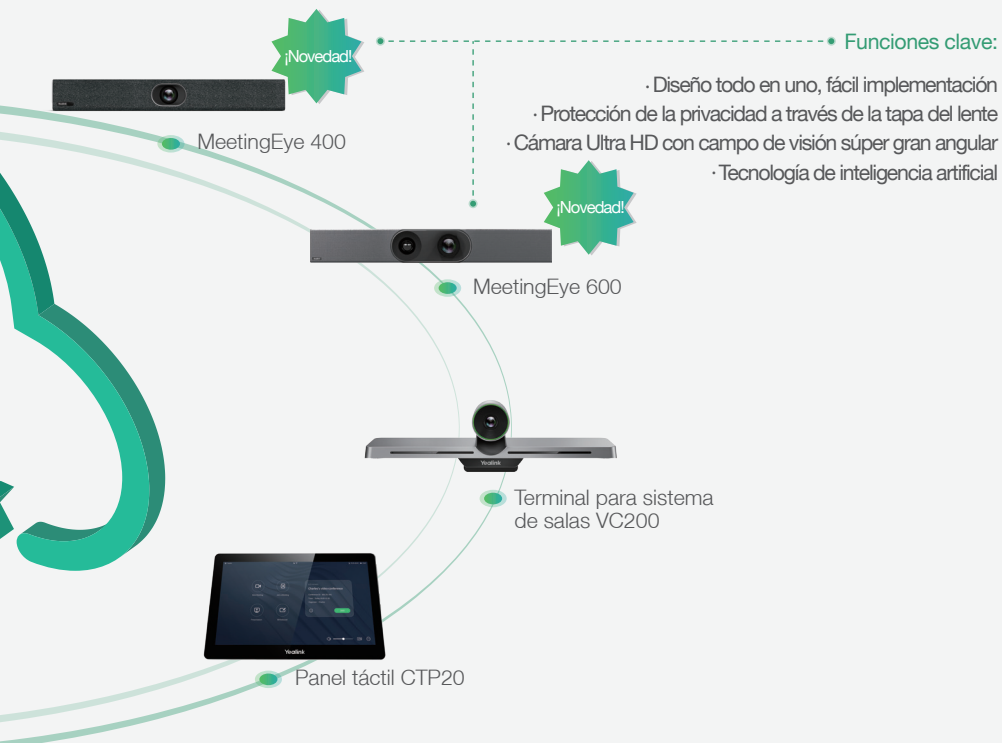 ¡Novedad!
Funciones clave:
· Diseño todo en uno, fácil implementación
· Protección de la privacidad a través de la tapa del lente
· Cámara Ultra HD con campo de visión súper gran angular
· Tecnología de inteligencia artificial
MeetingEye 400
¡Novedad!
MeetingEye 600
Yealink
Terminal para sistema
de salas VC200
Yealink
Panel táctil CTP20